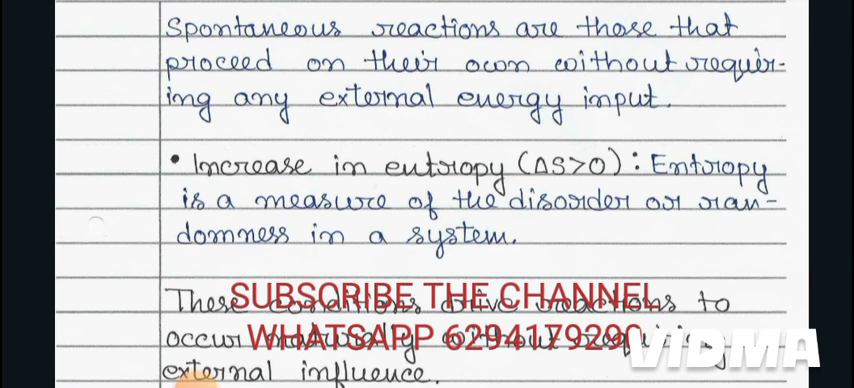 Spontaneous reactions are those that
proceed on their own without requir-
ing any external energy input.
• Increase in entropy (ΔS>0): Entropy
is a measure of the disorder or ran-
domness in a system.
These conditions drive reactions to
SUBSCRIBE THE CHANNEL
occur without
WHATSAPP 6294179290
VIDMA
external influence.